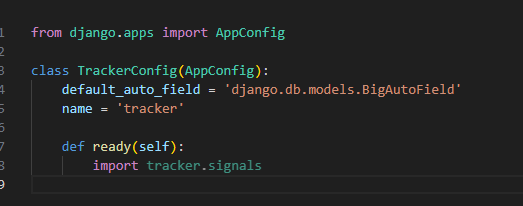 1 from django.apps import AppConfig
2
3 class TrackerConfig(AppConfig):
4     default_auto_field = 'django.db.models.BigAutoField'
5     name = 'tracker'
6
7     def ready(self):
8         import tracker.signals
9